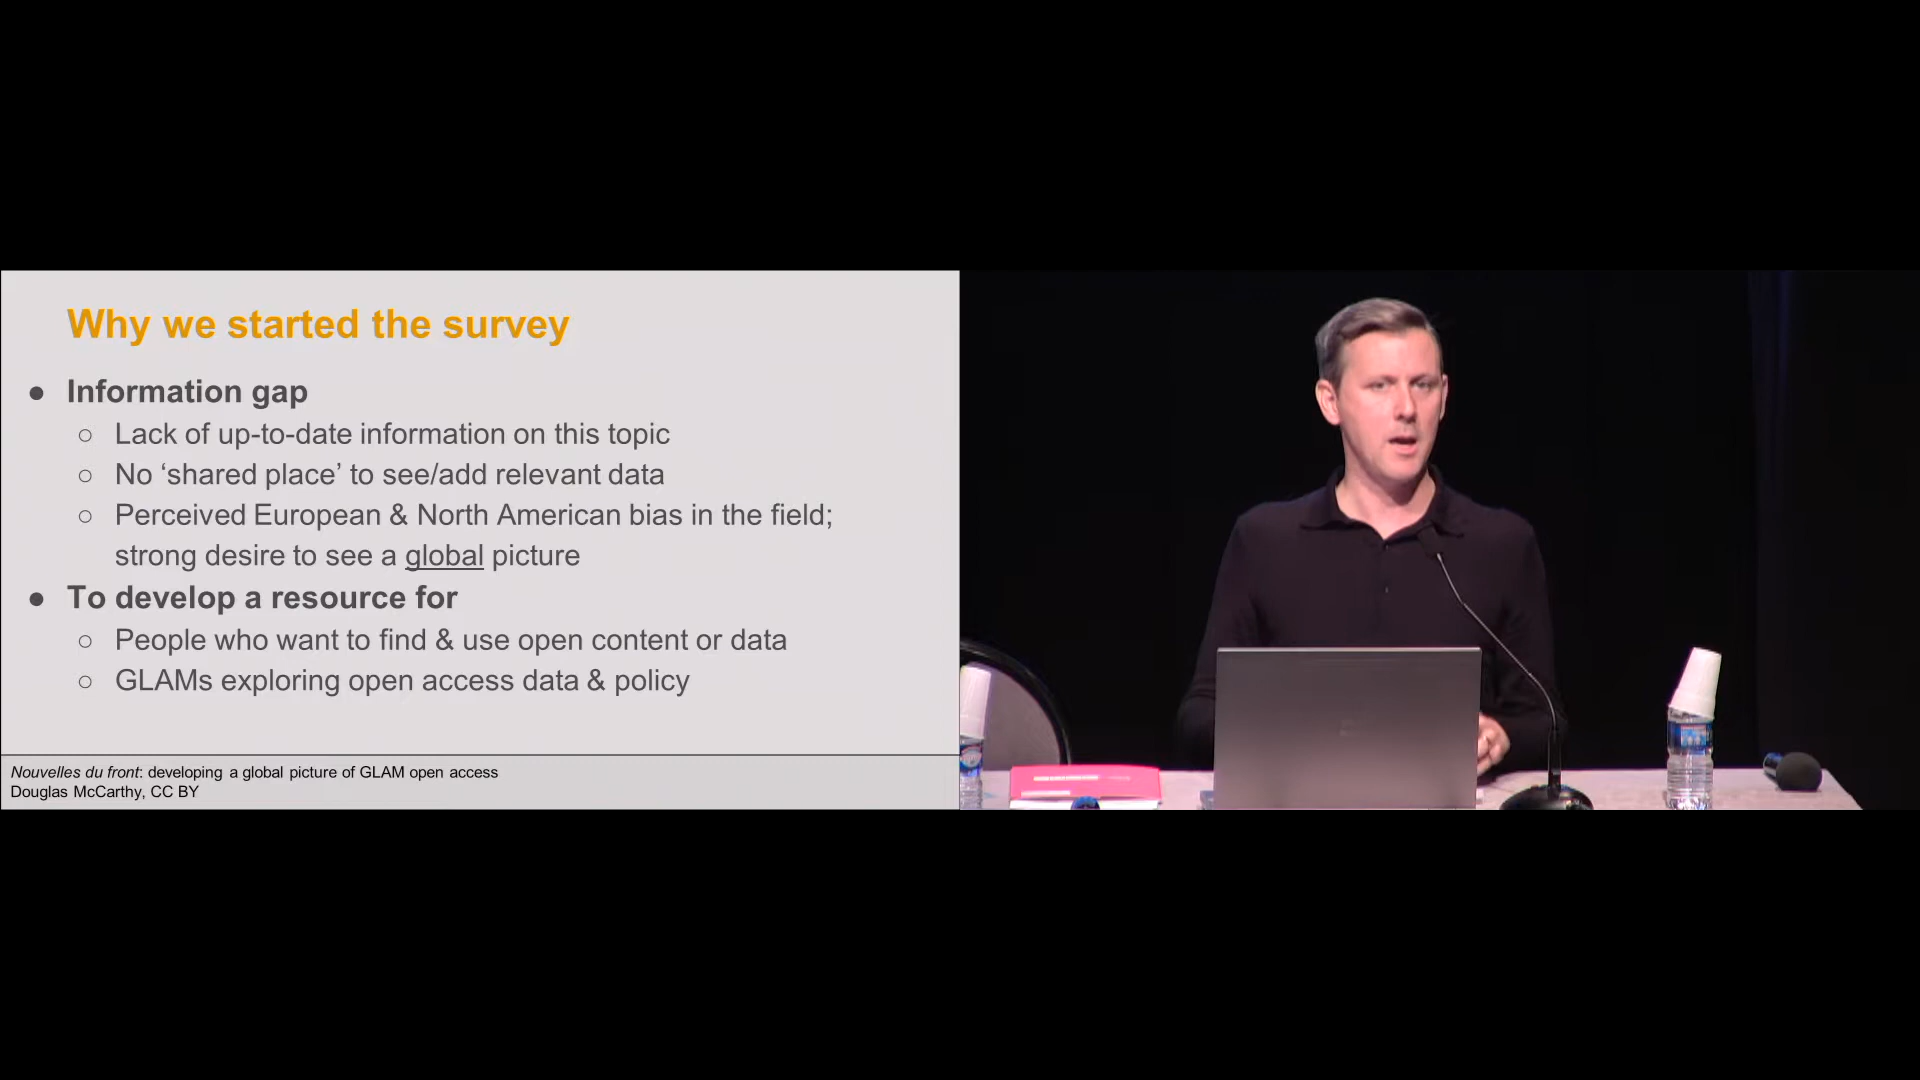 Why we started the survey
● Information gap
○ Lack of up-to-date information on this topic
○ No ‘shared place’ to see/add relevant data
○ Perceived European & North American bias in the field;
strong desire to see a global picture
● To develop a resource for
○ People who want to find & use open content or data
○ GLAMs exploring open access data & policy
Nouvelles du front: developing a global picture of GLAM open access
Douglas McCarthy, CC BY